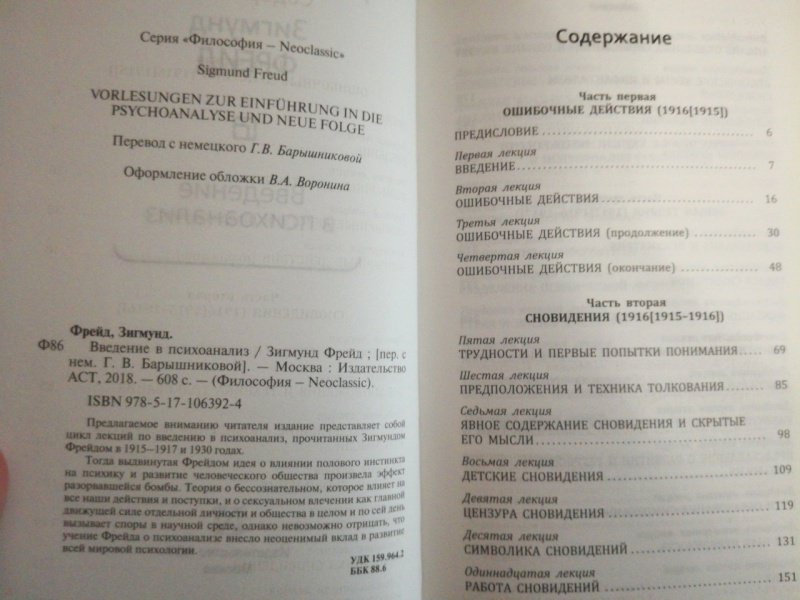 Серия «Философия – Neoclassic»
Sigmund Freud
VORLESUNGEN ZUR EINFÜHRUNG IN DIE
PSYCHOANALYSE UND NEUE FOLGE
Перевод с немецкого Г.В. Барышниковой
Оформление обложки В.А. Воронина
Фрейд, Зигмунд.
Ф86 Введение в психоанализ / Зигмунд Фрейд ; [пер. с
нем. Г. В. Барышниковой]. — Москва : Издательство
АСТ, 2018. — 608 с. — (Философия – Neoclassic).
ISBN 978-5-17-106392-4
Предлагаемое вниманию читателя издание представляет собой
цикл лекций по введению в психоанализ, прочитанных Зигмундом
Фрейдом в 1915–1917 и 1930 годах.
Тогда выдвинутая Фрейдом идея о влиянии полового инстинкта
на психику и развитие человеческого общества произвела эффект
разорвавшейся бомбы. Теория о бессознательном, которое влияет на
все наши действия и поступки, и о сексуальном влечении как главной
движущей силе отдельной личности и общества в целом и по сей день
вызывает споры в научной среде, однако невозможно отрицать, что
учение Фрейда о психоанализе внесло неоценимый вклад в развитие
всей мировой психологии.
УДК 159.964.2
ББК 88.6
Содержание
Часть первая
ОШИБОЧНЫЕ ДЕЙСТВИЯ (1916[1915])
ПРЕДИСЛОВИЕ 6
Первая лекция
ВВЕДЕНИЕ 7
Вторая лекция
ОШИБОЧНЫЕ ДЕЙСТВИЯ 16
Третья лекция
ОШИБОЧНЫЕ ДЕЙСТВИЯ (продолжение) 30
Четвертая лекция
ОШИБОЧНЫЕ ДЕЙСТВИЯ (окончание) 48
Часть вторая
СНОВИДЕНИЯ (1916[1915–1916])
Пятая лекция
ТРУДНОСТИ И ПЕРВЫЕ ПОПЫТКИ ПОНИМАНИЯ 69
Шестая лекция
ПРЕДПОЛОЖЕНИЯ И ТЕХНИКА ТОЛКОВАНИЯ 85
Седьмая лекция
ЯВНОЕ СОДЕРЖАНИЕ СНОВИДЕНИЯ И СКРЫТЫЕ
ЕГО МЫСЛИ 98
Восьмая лекция
ДЕТСКИЕ СНОВИДЕНИЯ 109
Девятая лекция
ЦЕНЗУРА СНОВИДЕНИЯ 119
Десятая лекция
СИМВОЛИКА СНОВИДЕНИЙ 131
Одиннадцатая лекция
РАБОТА СНОВИДЕНИЯ 151